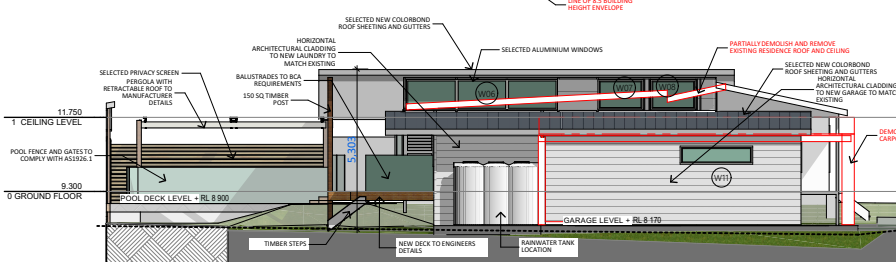 LINE OF 8.5 BUILDING
HEIGHT ENVELOPE
SELECTED NEW COLORBOND
ROOF SHEETING AND GUTTERS
HORIZONTAL
ARCHITECTURAL CLADDING
TO NEW LAUNDRY TO
MATCH EXISTING
SELECTED ALUMINIUM WINDOWS
PARTIALLY DEMOLISH AND REMOVE
EXISTING RESIDENCE ROOF AND CEILING
SELECTED NEW COLORBOND
ROOF SHEETING AND GUTTERS
HORIZONTAL
ARCHITECTURAL CLADDING
TO NEW GARAGE TO MATC
EXISTING
SELECTED PRIVACY SCREEN
PERGOLA WITH
RETRACTABLE ROOF TO
MANUFACTURER
DETAILS
BALUSTRADES TO BCA
REQUIREMENTS
150 SQ TIMBER
POST
W06
W07
W08
11.750
1 CEILING LEVEL
5.303
DEMO
CARPO
POOL FENCE AND GATES TO
COMPLY WITH AS1926.1
W11
9.300
0 GROUND FLOOR
POOL DECK LEVEL + RL 8 900
GARAGE LEVEL + RL 8 170
TIMBER STEPS
NEW DECK TO ENGINEERS
DETAILS
RAINWATER TANK
LOCATION